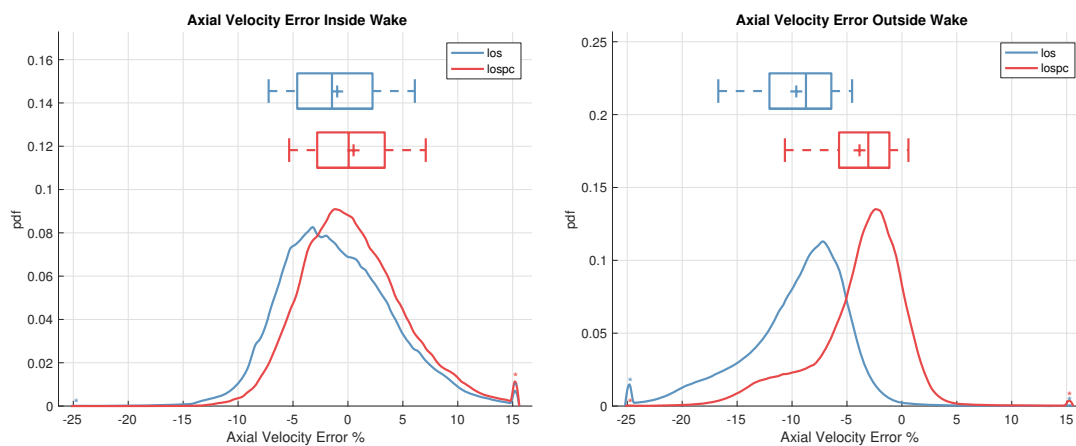 Axial Velocity Error Inside Wake
los
lospc
0.16
0.14
0.12
0.1
0.08
0.06
0.04
0.02
0
pdf
-25 -20 -15 -10 -5 0 5 10 15
Axial Velocity Error %
*
*
Axial Velocity Error Outside Wake
los
lospc
0.25
0.2
0.15
0.1
0.05
0
pdf
-25 -20 -15 -10 -5 0 5 10 15
Axial Velocity Error %
*
*
*
*